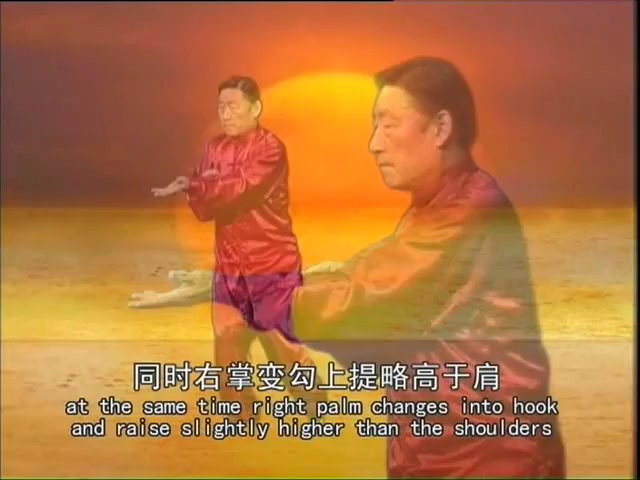 同时右掌变勾上提略高于肩
at the same time right palm changes into hook
and raise slightly higher than the shoulders